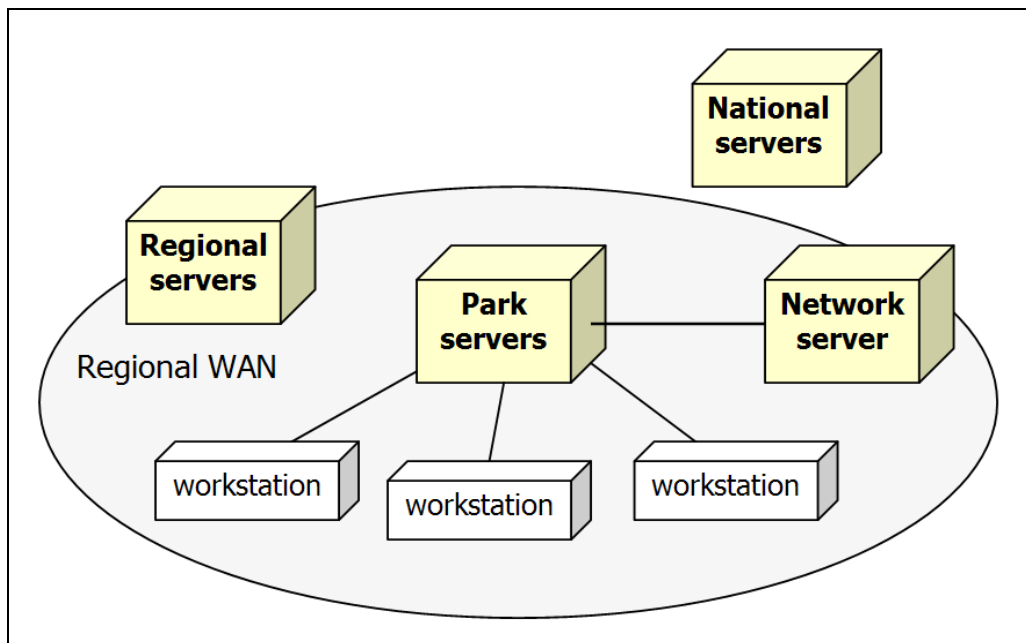 National
servers
Regional
servers
Park
servers
Network
server
Regional WAN
workstation
workstation
workstation